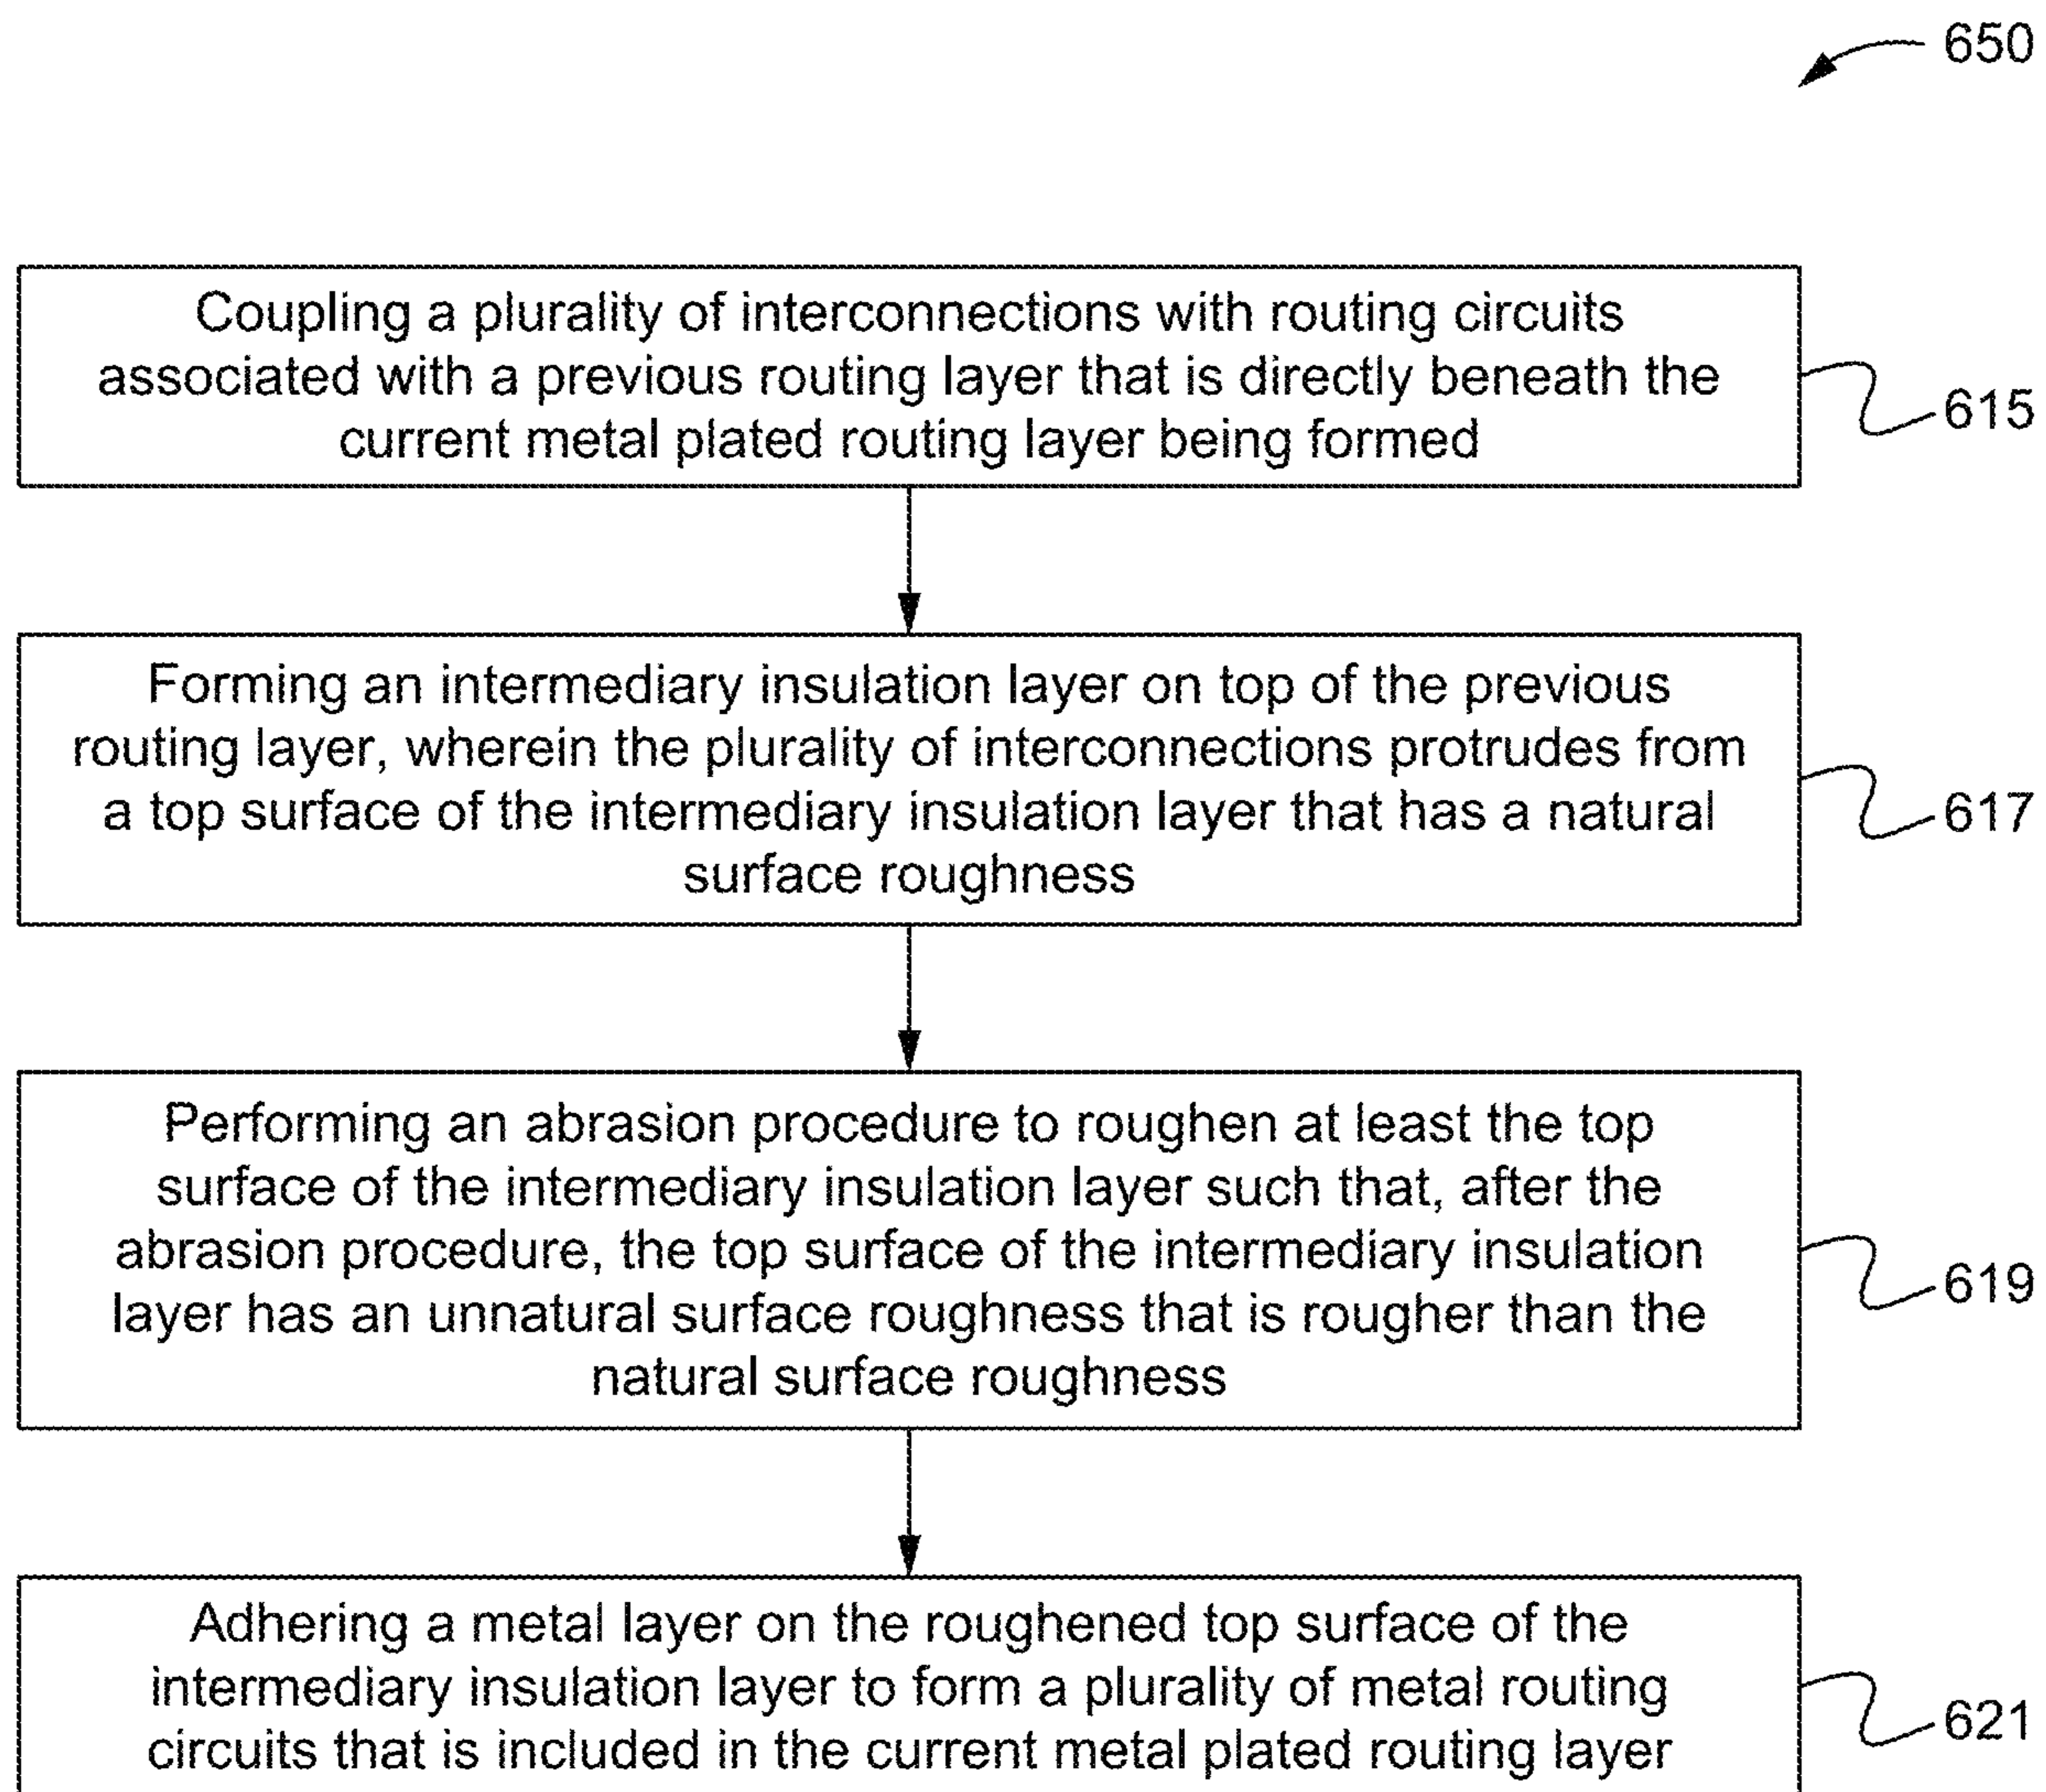 650
Coupling a plurality of interconnections with routing circuits
associated with a previous routing layer that is directly beneath the
current metal plated routing layer being formed
615
Forming an intermediary insulation layer on top of the previous
routing layer, wherein the plurality of interconnections protrudes from
a top surface of the intermediary insulation layer that has a natural
surface roughness
617
Performing an abrasion procedure to roughen at least the top
surface of the intermediary insulation layer such that, after the
abrasion procedure, the top surface of the intermediary insulation
layer has an unnatural surface roughness that is rougher than the
natural surface roughness
619
Adhering a metal layer on the roughened top surface of the
intermediary insulation layer to form a plurality of metal routing
circuits that is included in the current metal plated routing layer
621